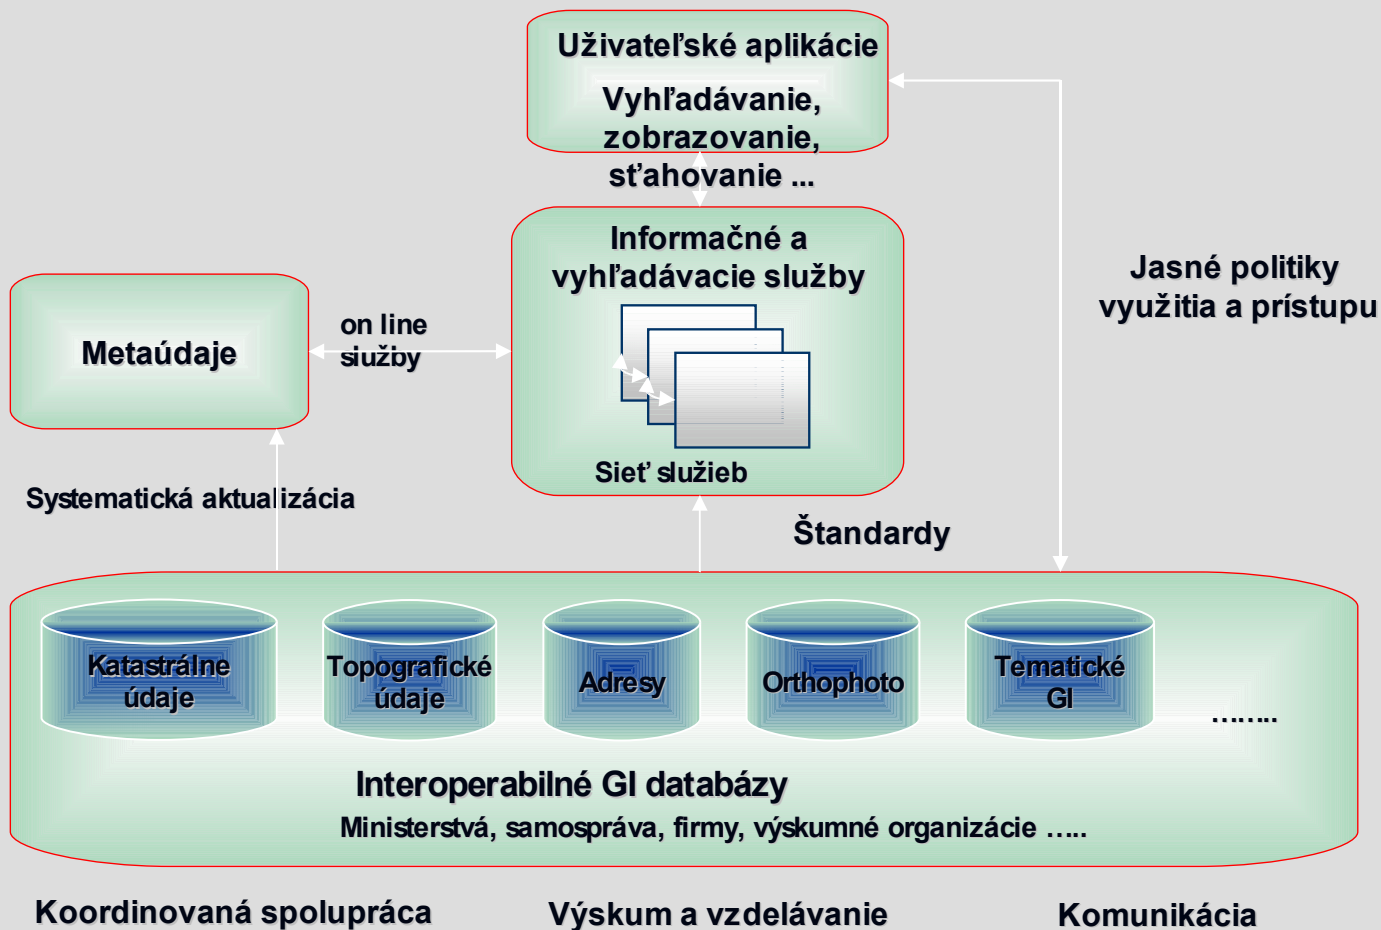 Uživateľské aplikácie
Vyhľadávanie,
zobrazovanie,
sťahovanie ...
Informačné a
vyhľadávacie služby
Jasné politiky
využitia a prístupu
Metaúdaje
on line
služby
Sieť služieb
Systematická aktualizácia
Štandardy
Katastrálne
údaje
Topografické
údaje
Adresy
Orthophoto
Tematické
GI
……..
Interoperabilné GI databázy
Ministerstvá, samospráva, firmy, výskumné organizácie …..
Koordinovaná spolupráca
Výskum a vzdelávanie
Komunikácia